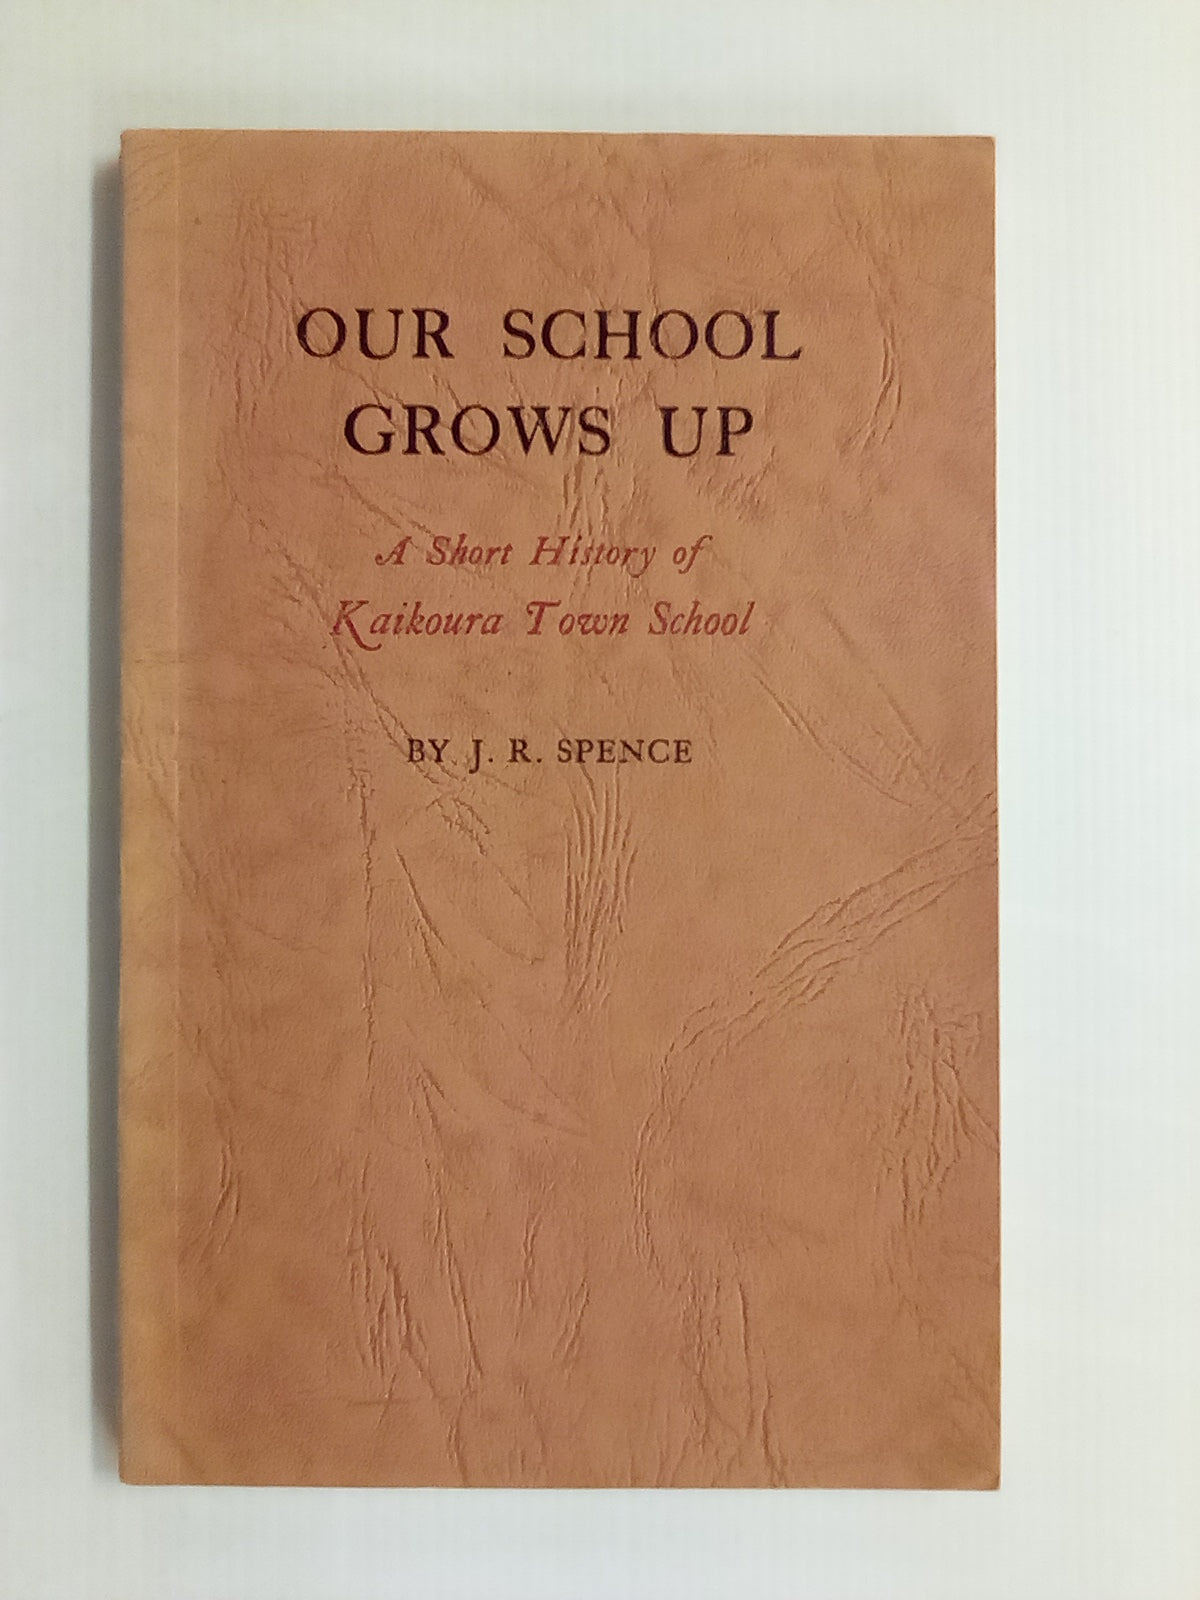 OUR SCHOOL
GROWS UP
A Short History of
Kaikoura Town School
BY J. R. SPENCE